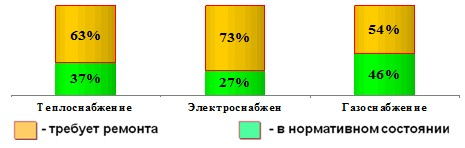 63% 73% 54%
37% 27% 46%
Теплоснабжение Электроснабжен Газоснабжение
- требует ремонта - в нормативном состоянии